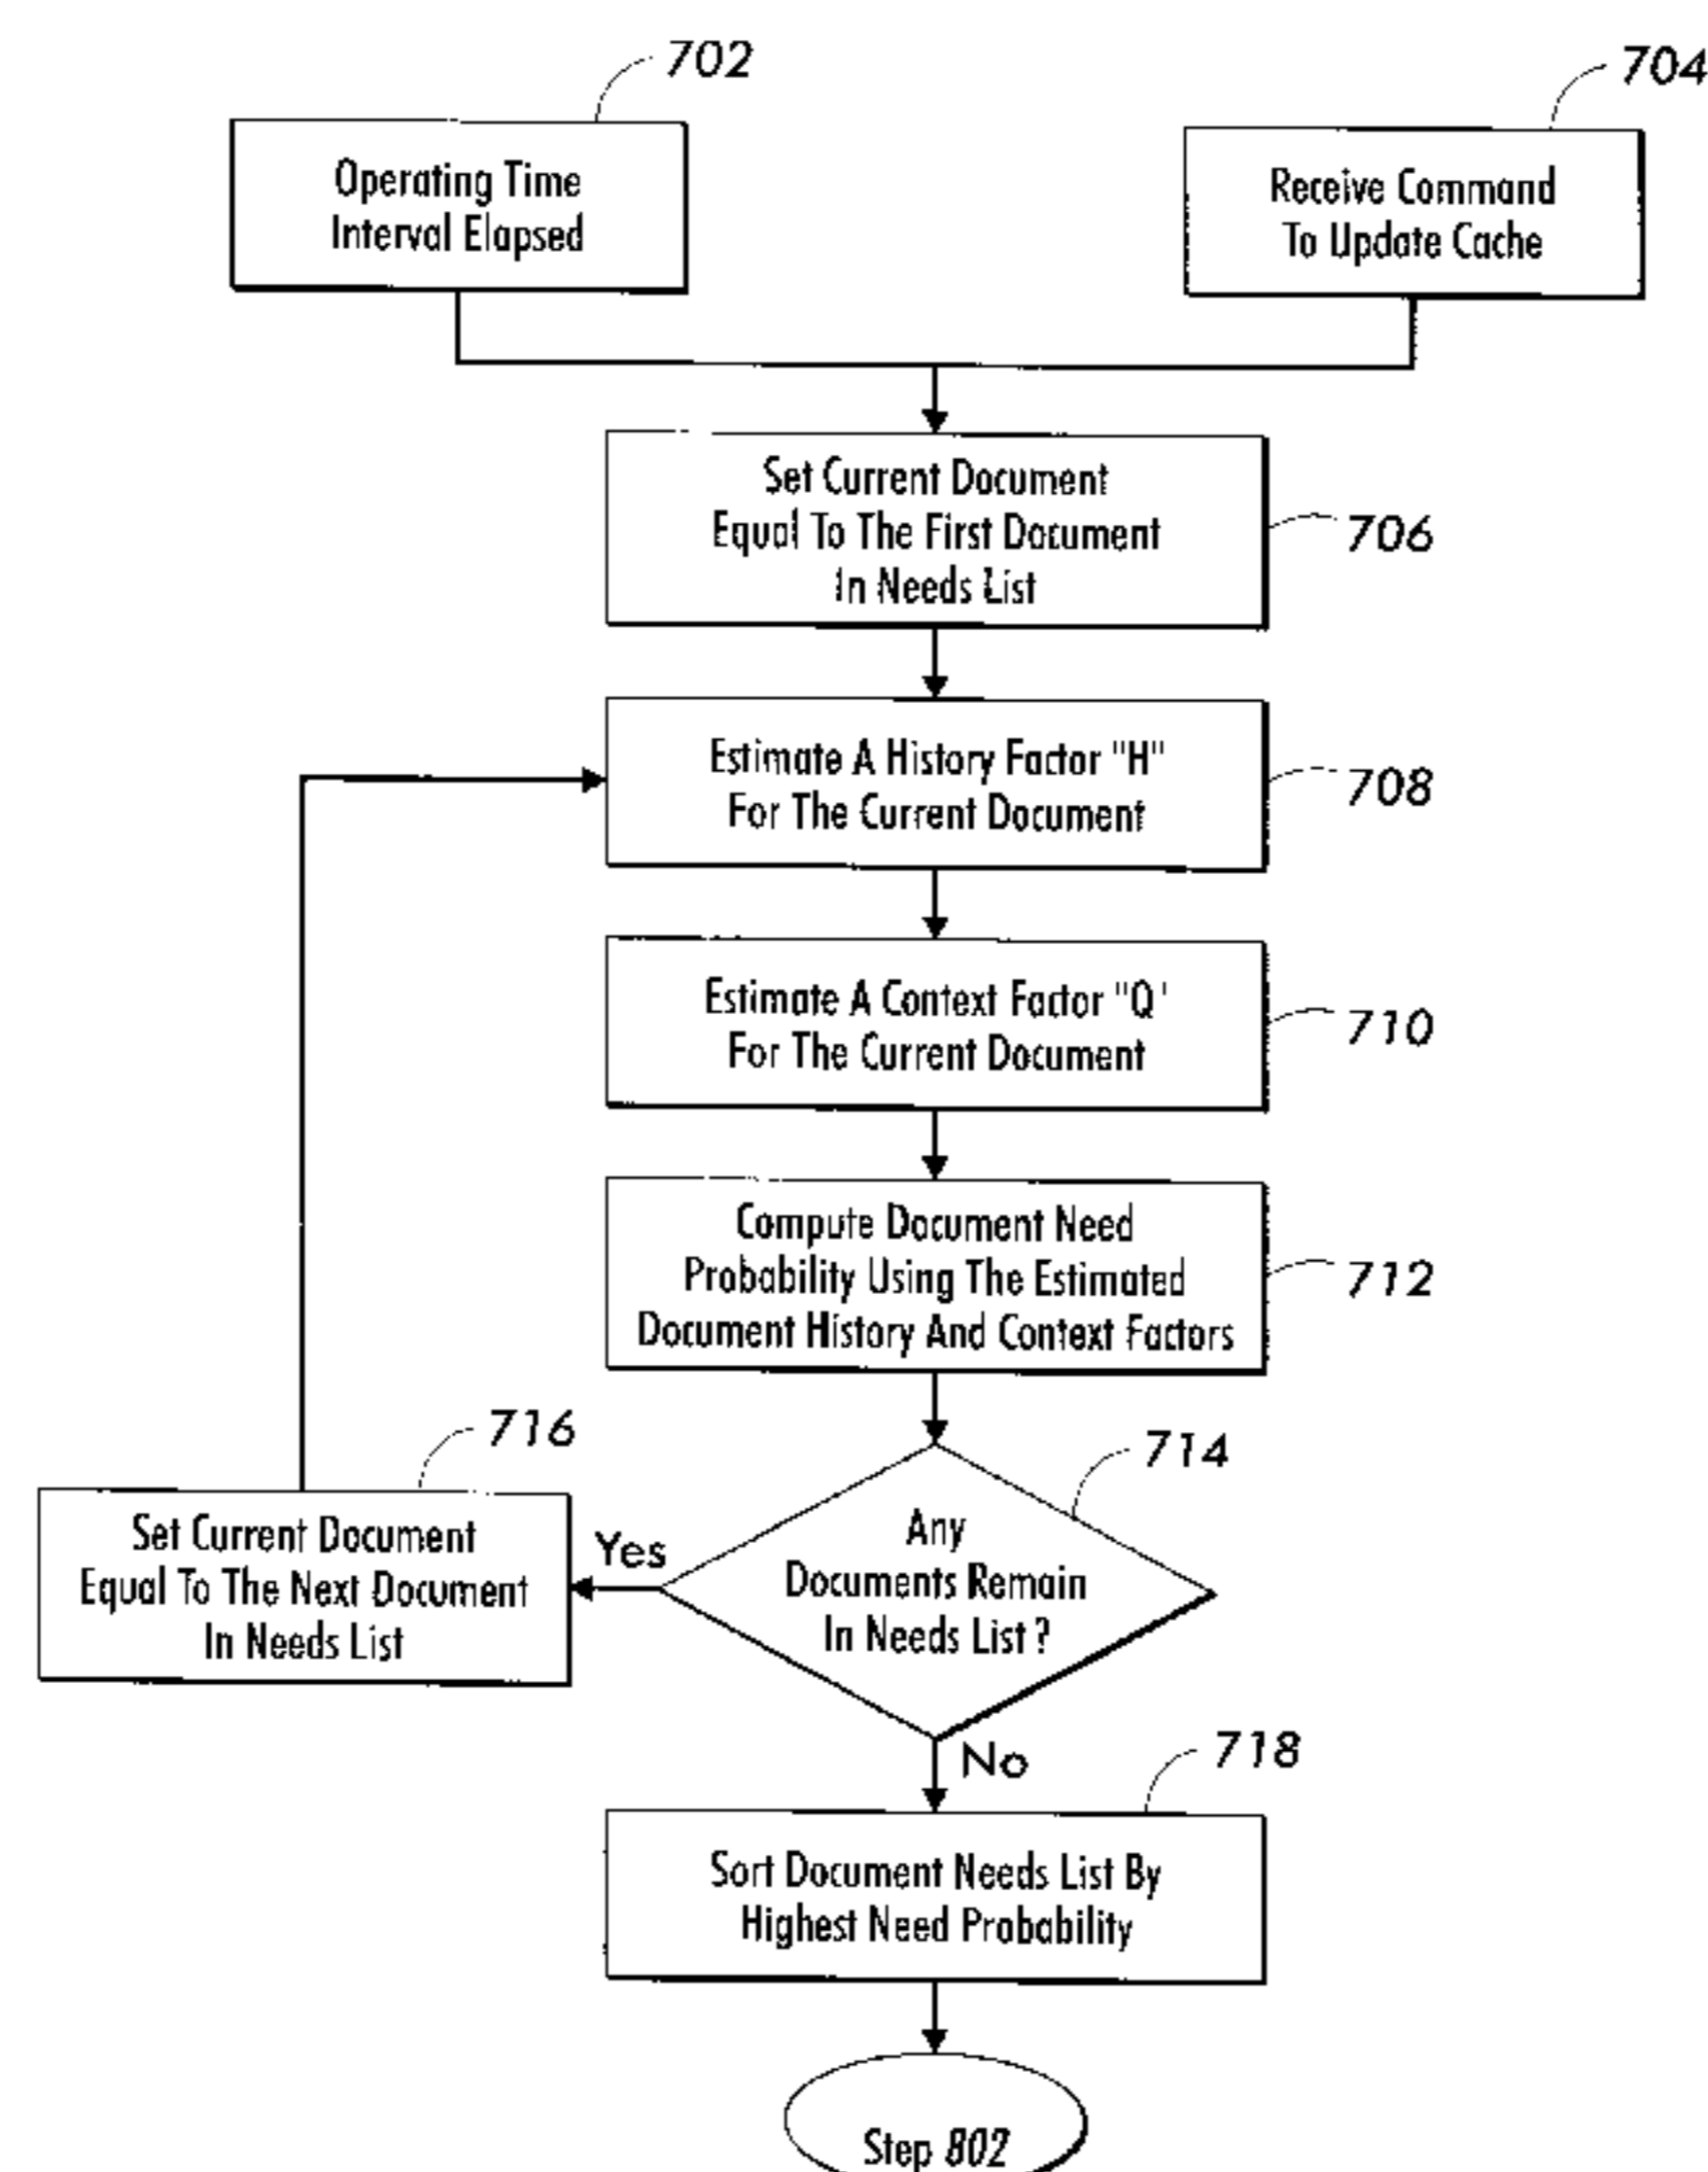 702
704
Operating Time
Interval Elapsed
Receive Command
To Update Cache
Set Current Document
Equal To The First Document
In Needs List
706
Estimate A History Factor "H"
For The Current Document
708
Estimate A Context Factor "Q"
For The Current Document
710
Compute Document Need
Probability Using The Estimated
Document History And Context Factors
712
716
714
Set Current Document
Equal To The Next Document
In Needs List
Yes
Any
Documents Remain
In Needs List?
No
718
Sort Document Needs List By
Highest Need Probability
Step 802